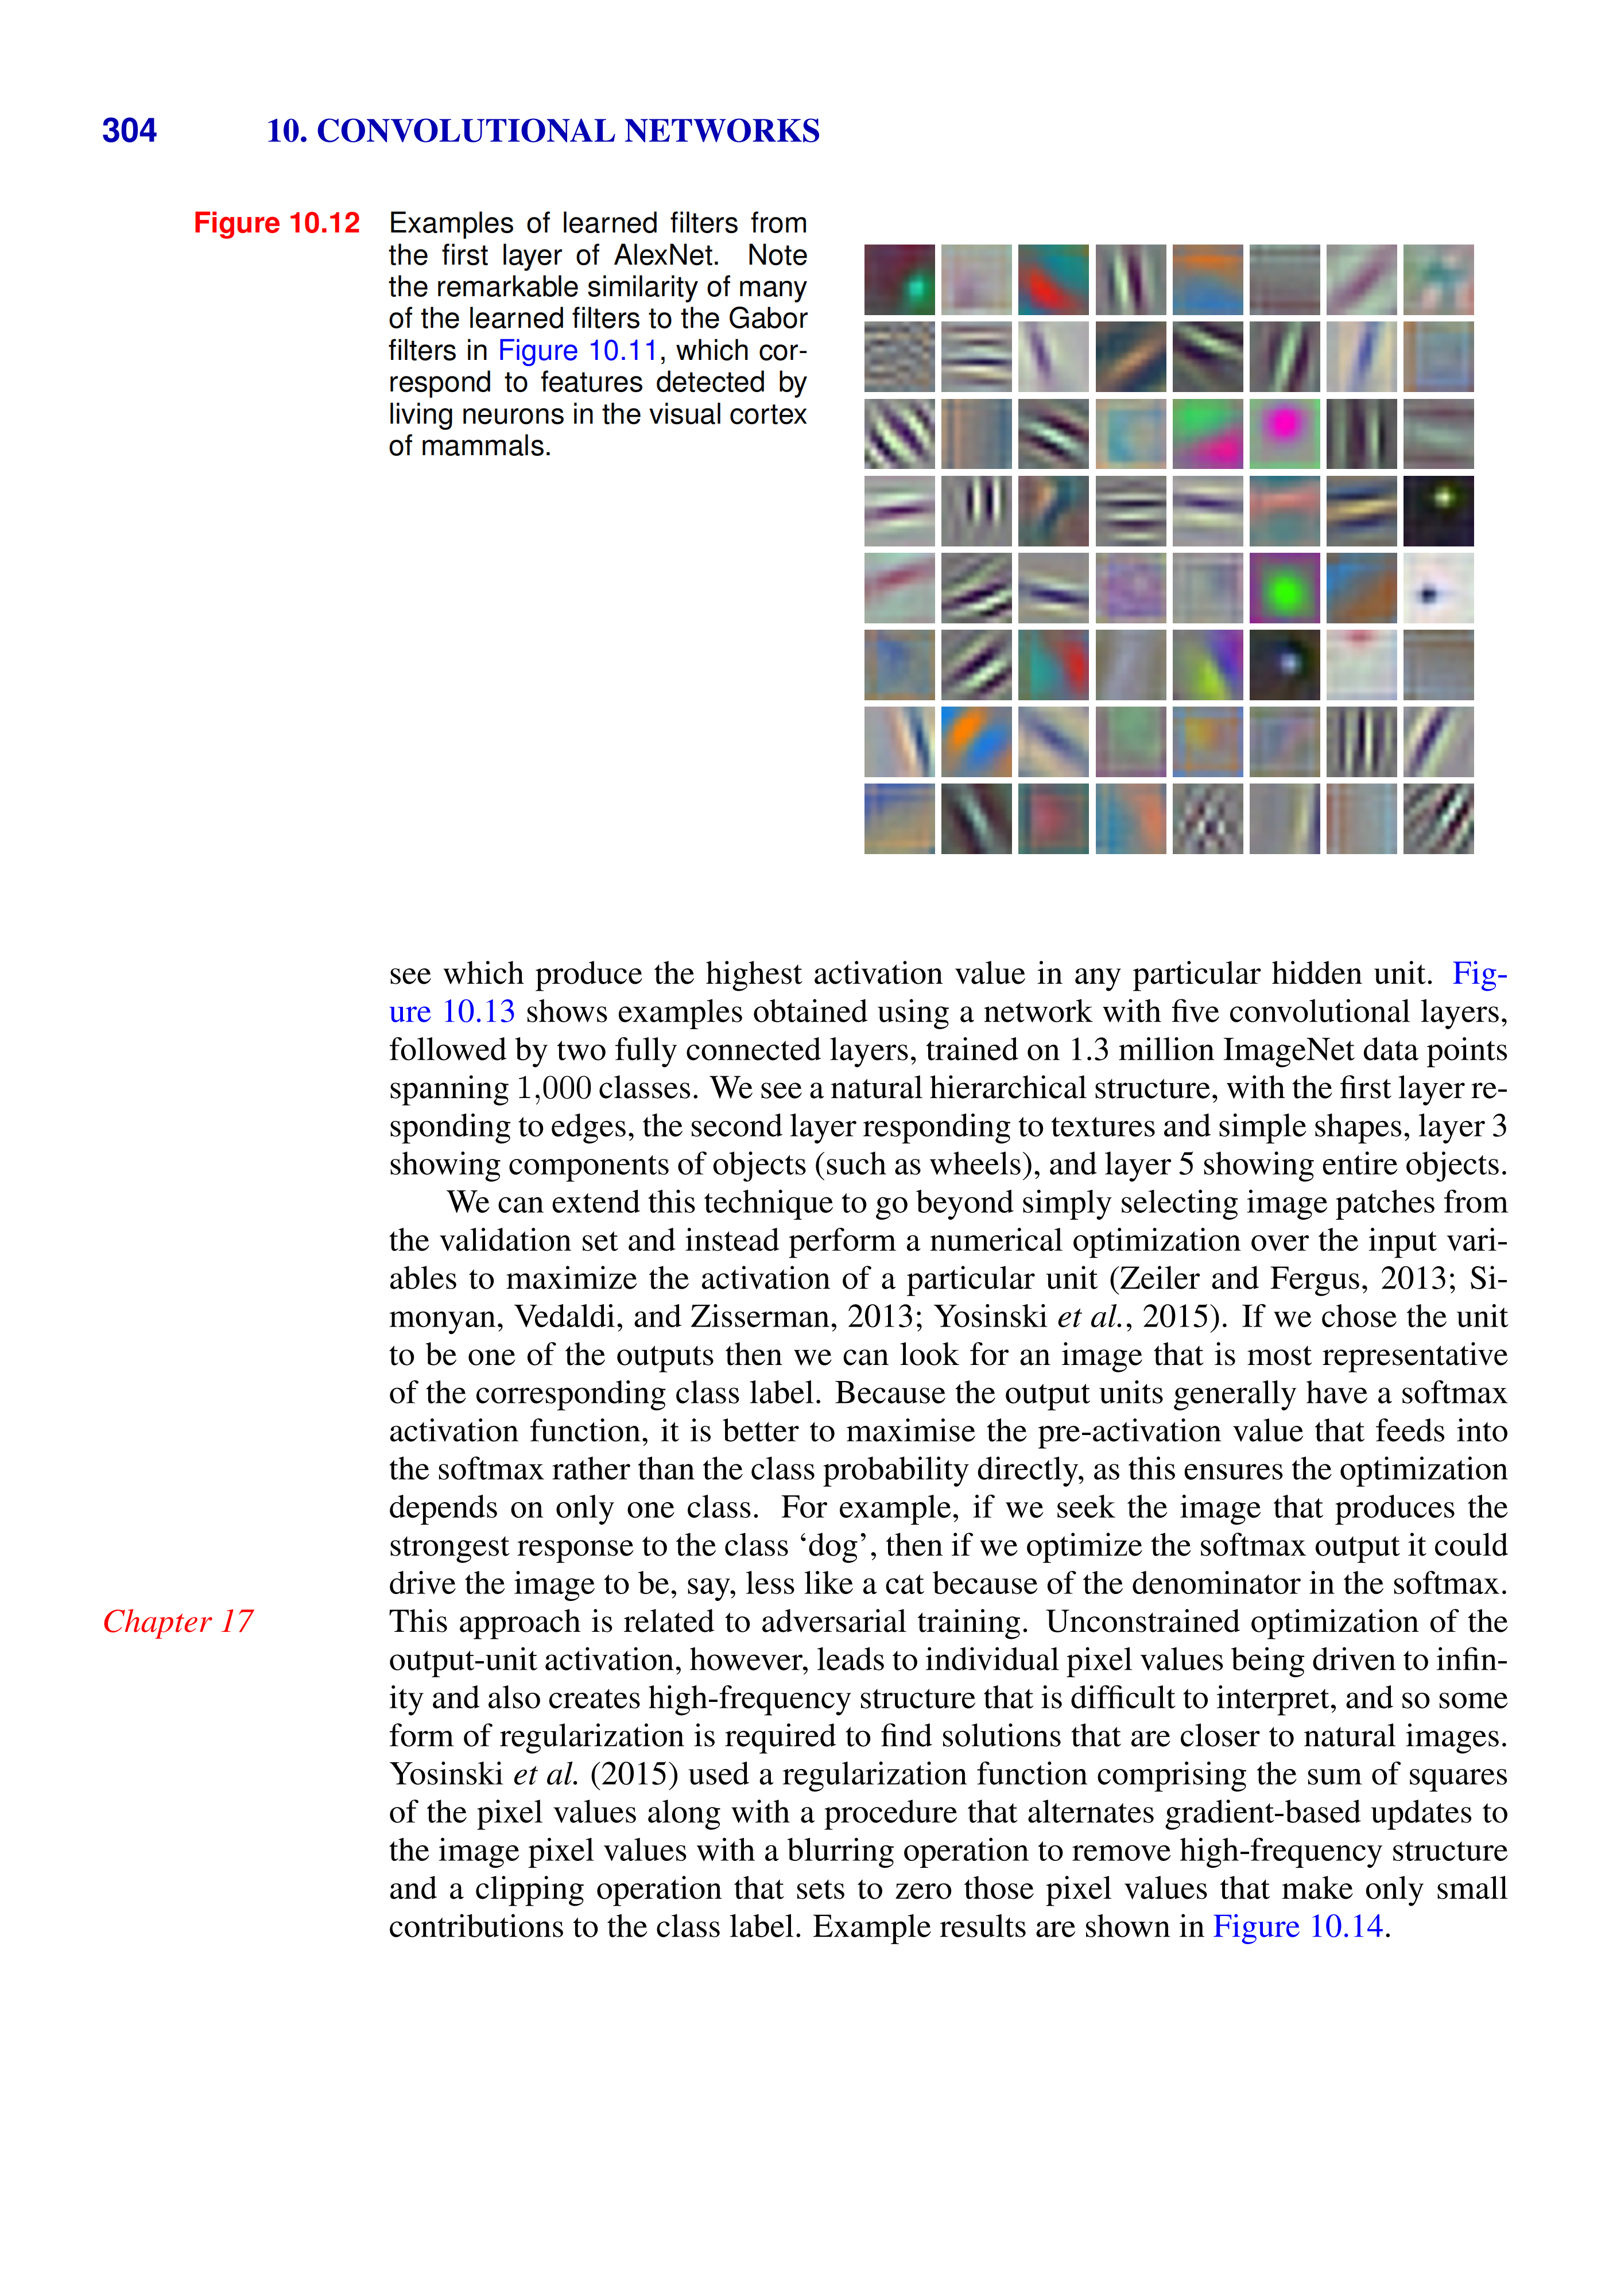 304 10. CONVOLUTIONAL NETWORKS
Figure 10.12 Examples of learned filters from
the first layer of AlexNet. Note
the remarkable similarity of many
of the learned filters to the Gabor
filters in Figure 10.11, which cor-
respond to features detected by
living neurons in the visual cortex
of mammals.
see which produce the highest activation value in any particular hidden unit. Fig-
ure 10.13 shows examples obtained using a network with five convolutional layers,
followed by two fully connected layers, trained on 1.3 million ImageNet data points
spanning 1,000 classes. We see a natural hierarchical structure, with the first layer re-
sponding to edges, the second layer responding to textures and simple shapes, layer 3
showing components of objects (such as wheels), and layer 5 showing entire objects.
We can extend this technique to go beyond simply selecting image patches from
the validation set and instead perform a numerical optimization over the input vari-
ables to maximize the activation of a particular unit (Zeiler and Fergus, 2013; Si-
monyan, Vedaldi, and Zisserman, 2013; Yosinski et al., 2015). If we chose the unit
to be one of the outputs then we can look for an image that is most representative
of the corresponding class label. Because the output units generally have a softmax
activation function, it is better to maximise the pre-activation value that feeds into
the softmax rather than the class probability directly, as this ensures the optimization
depends on only one class. For example, if we seek the image that produces the
strongest response to the class ‘dog’, then if we optimize the softmax output it could
drive the image to be, say, less like a cat because of the denominator in the softmax.
Chapter 17 This approach is related to adversarial training. Unconstrained optimization of the
output-unit activation, however, leads to individual pixel values being driven to infin-
ity and also creates high-frequency structure that is difficult to interpret, and so some
form of regularization is required to find solutions that are closer to natural images.
Yosinski et al. (2015) used a regularization function comprising the sum of squares
of the pixel values along with a procedure that alternates gradient-based updates to
the image pixel values with a blurring operation to remove high-frequency structure
and a clipping operation that sets to zero those pixel values that make only small
contributions to the class label. Example results are shown in Figure 10.14.